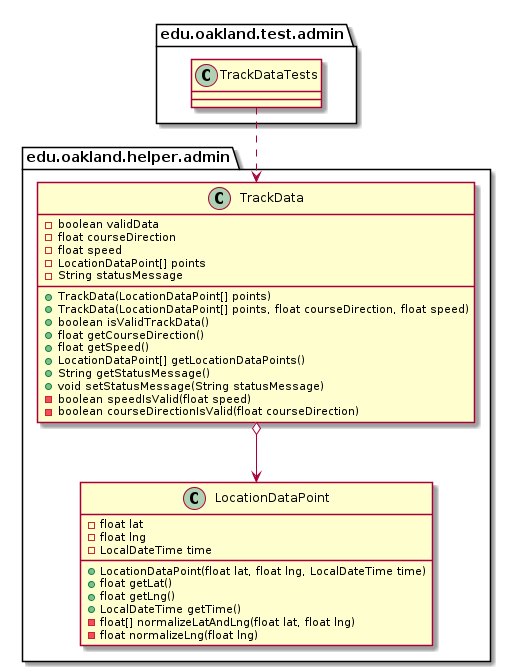 edu.oakland.test.admin
C TrackDataTests
edu.oakland.helper.admin
C TrackData
boolean validData
float courseDirection
float speed
LocationDataPoint[] points
String statusMessage
TrackData(LocationDataPoint[] points)
TrackData(LocationDataPoint[] points, float courseDirection, float speed)
boolean isValidTrackData()
float getCourseDirection()
float getSpeed()
LocationDataPoint[] getLocationDataPoints()
String getStatusMessage()
void setStatusMessage(String statusMessage)
boolean speedIsValid(float speed)
boolean courseDirectionIsValid(float courseDirection)
C LocationDataPoint
float lat
float lng
LocalDateTime time
LocationDataPoint(float lat, float lng, LocalDateTime time)
float getLat()
float getLng()
LocalDateTime getTime()
float[] normalizeLatAndLng(float lat, float lng)
float normalizeLng(float lng)